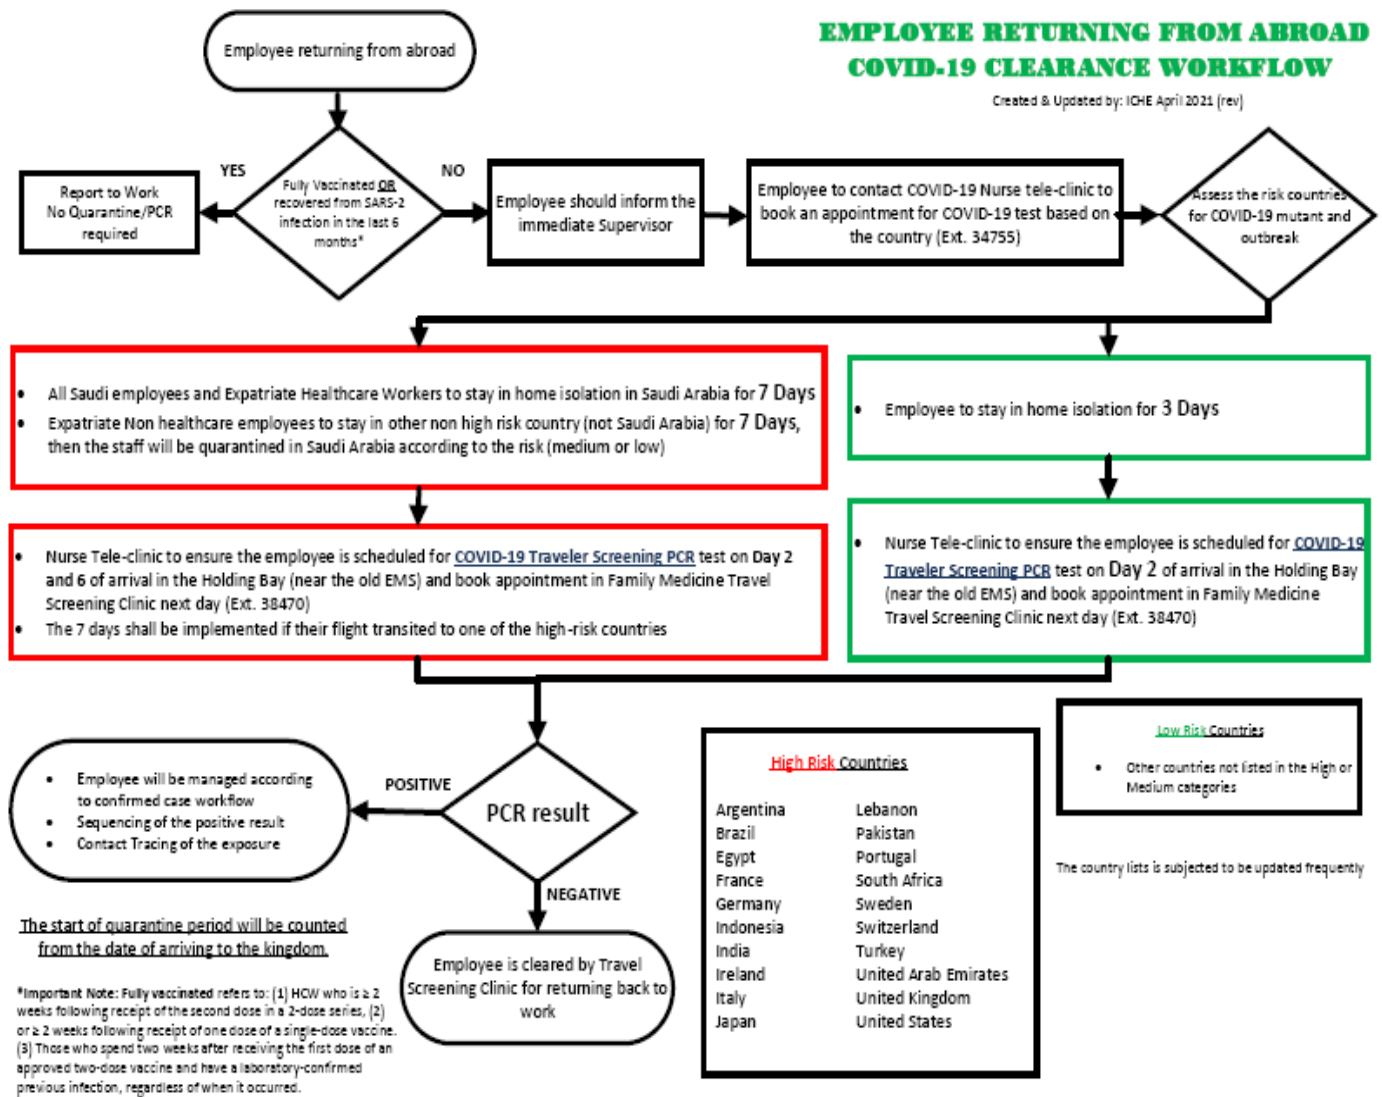 EMPLOYEE RETURNING FROM ABROAD
COVID-19 CLEARANCE WORKFLOW
Created & Updated by: ICHE April 2021 (rev)
Employee returning from abroad
YES
NO
Fully Vaccinated OR
recovered from SARS-2
infection in the last 6
months*
Report to Work
No Quarantine/PCR
required
Employee should inform the
immediate Supervisor
Employee to contact COVID-19 Nurse tele-clinic to
book an appointment for COVID-19 test based on
the country (Ext. 34755)
Assess the risk countries
for COVID-19 mutant and
outbreak
• All Saudi employees and Expatriate Healthcare Workers to stay in home isolation in Saudi Arabia for 7 Days
• Expatriate Non healthcare employees to stay in other non high risk country (not Saudi Arabia) for 7 Days,
then the staff will be quarantined in Saudi Arabia according to the risk (medium or low)
• Employee to stay in home isolation for 3 Days
• Nurse Tele-clinic to ensure the employee is scheduled for COVID-19 Traveler Screening PCR test on Day 2
and 6 of arrival in the Holding Bay (near the old EMS) and book appointment in Family Medicine Travel
Screening Clinic next day (Ext. 38470)
• The 7 days shall be implemented if their flight transited to one of the high-risk countries
• Nurse Tele-clinic to ensure the employee is scheduled for COVID-19
Traveler Screening PCR test on Day 2 of arrival in the Holding Bay
(near the old EMS) and book appointment in Family Medicine
Travel Screening Clinic next day (Ext. 38470)
PCR result
POSITIVE
NEGATIVE
• Employee will be managed according
to confirmed case workflow
• Sequencing of the positive result
• Contact Tracing of the exposure
Employee is cleared by Travel
Screening Clinic for returning back to
work
The start of quarantine period will be counted
from the date of arriving to the kingdom.
*Important Note: Fully vaccinated refers to: (1) HCW who is ≥ 2
weeks following receipt of the second dose in a 2-dose series, (2)
or ≥ 2 weeks following receipt of one dose of a single-dose vaccine.
(3) Those who spend two weeks after receiving the first dose of an
approved two-dose vaccine and have a laboratory-confirmed
previous infection, regardless of when it occurred.
High Risk Countries
Argentina
Brazil
Egypt
France
Germany
Indonesia
India
Ireland
Italy
Japan
Lebanon
Pakistan
Portugal
South Africa
Sweden
Switzerland
Turkey
United Arab Emirates
United Kingdom
United States
Low Risk Countries
• Other countries not listed in the High or
Medium categories
The country lists is subjected to be updated frequently